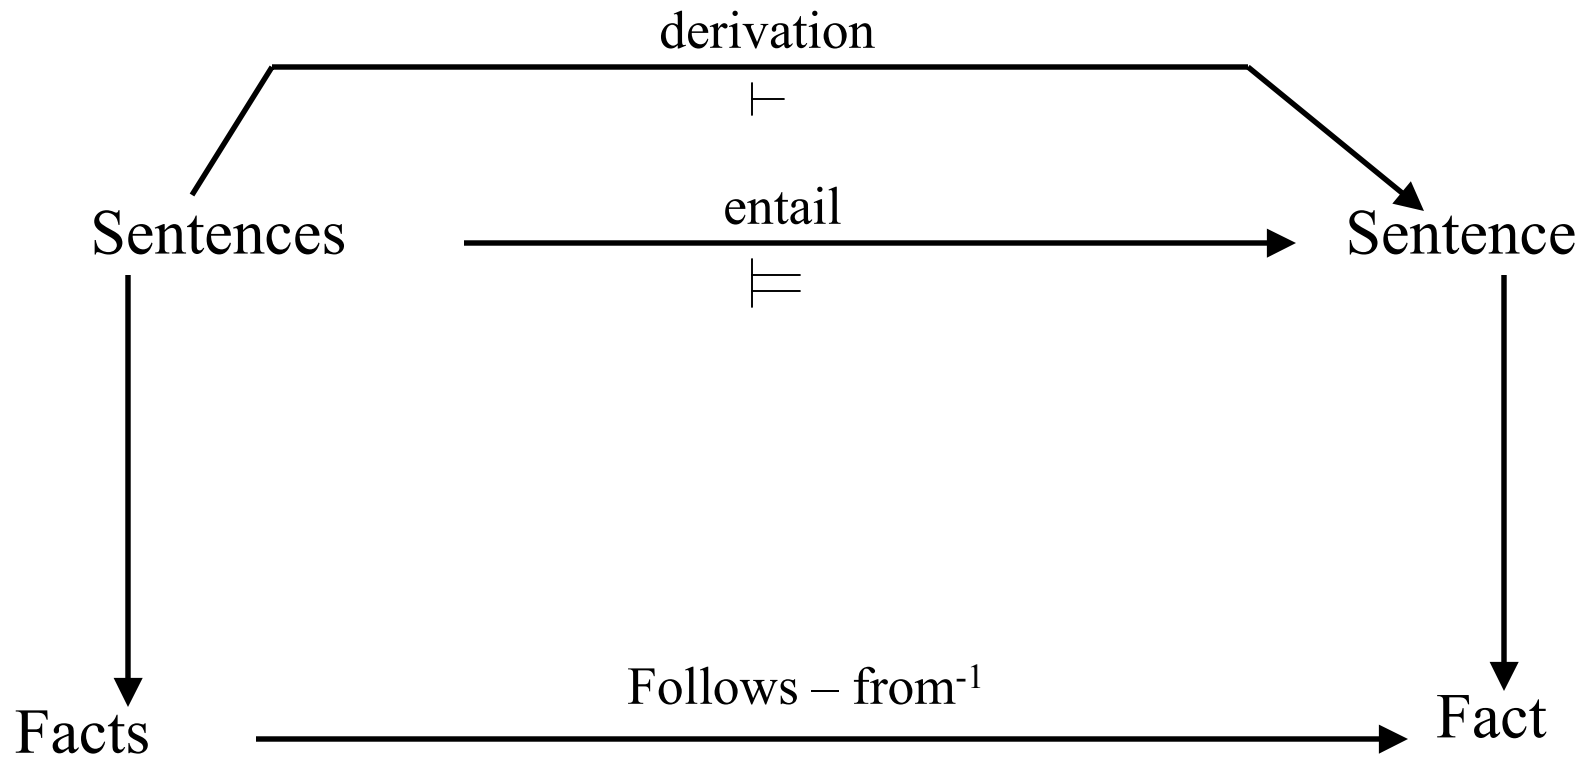 derivation
⊢
entail
Sentences
Sentence
⊨
Follows – from⁻¹
Facts
Fact